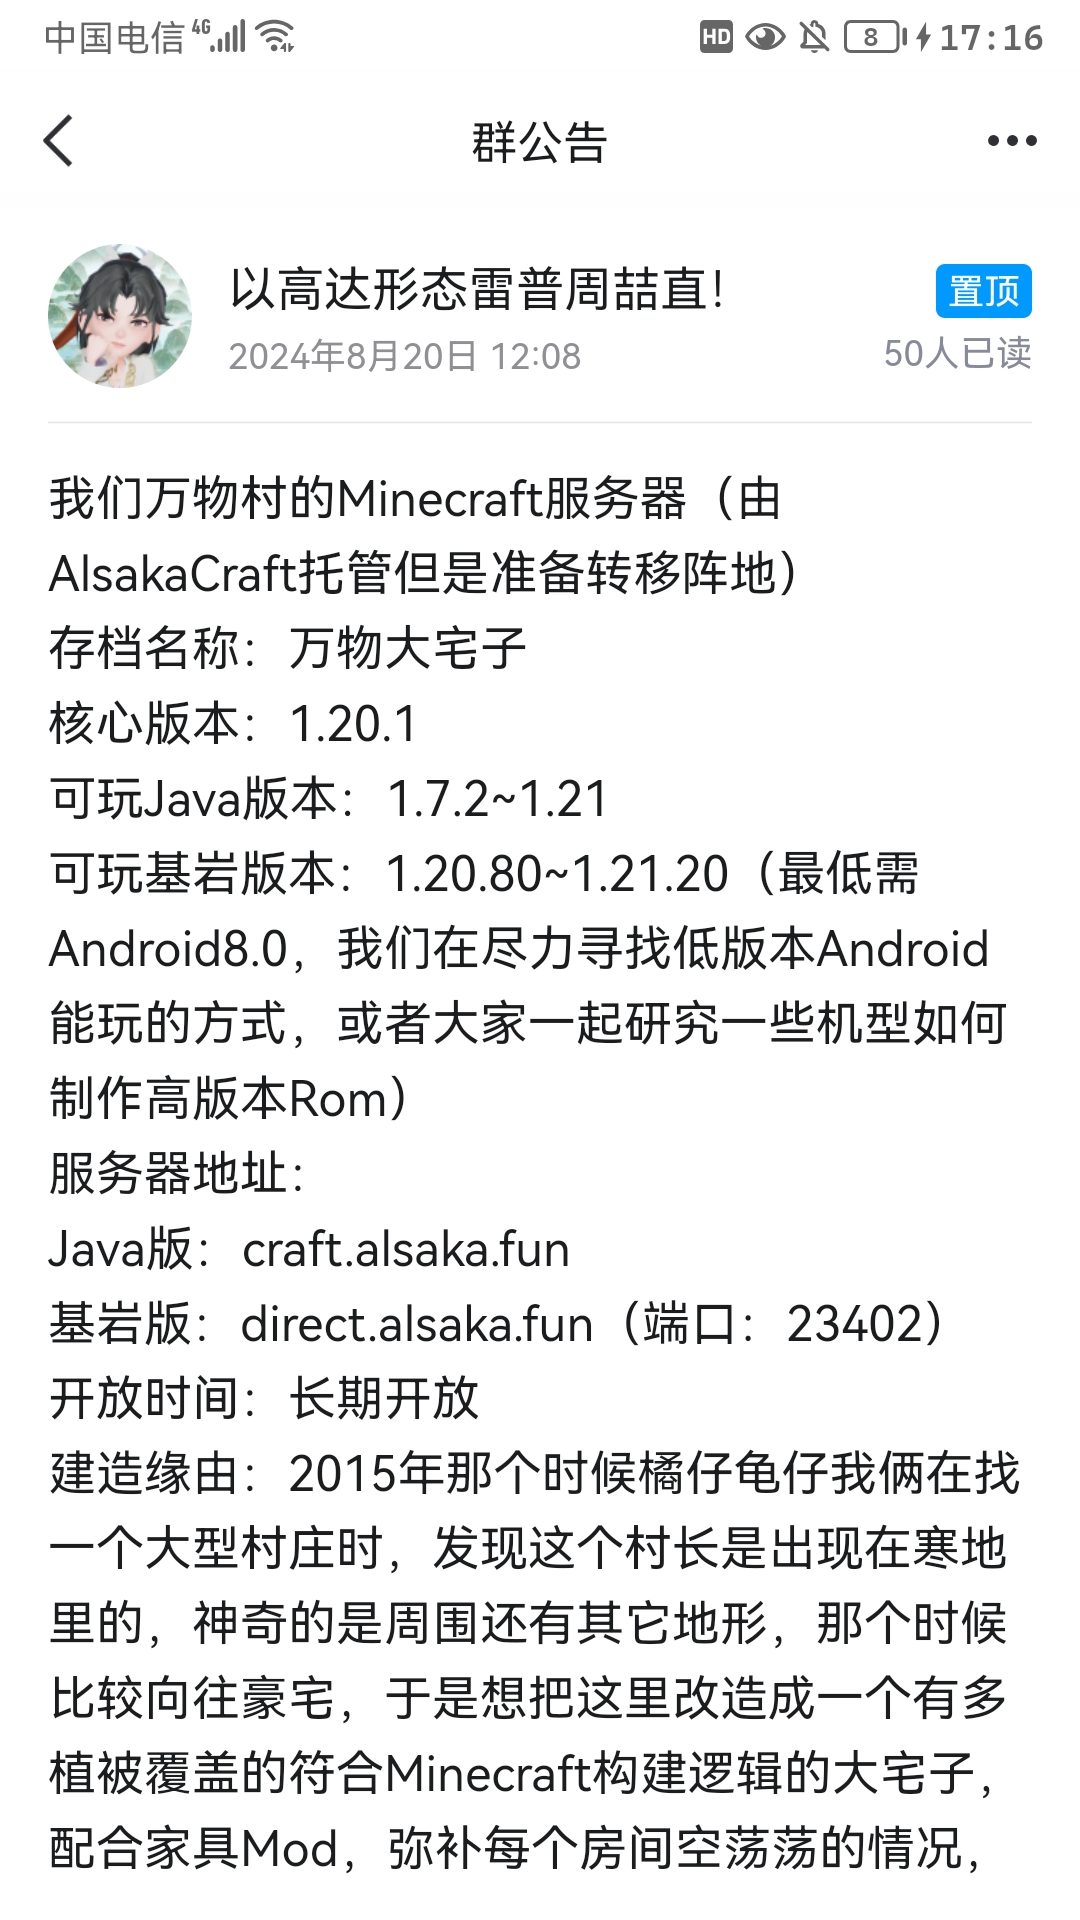 中国电信 4G HD 8 17:16
群公告
以高达形态雷普周喆直！
置顶
2024年8月20日 12:08
50人已读
我们万物村的Minecraft服务器（由
AlsakaCraft托管但是准备转移阵地）
存档名称：万物大宅子
核心版本：1.20.1
可玩Java版本：1.7.2~1.21
可玩基岩版本：1.20.80~1.21.20（最低需
Android8.0，我们在尽力寻找低版本Android
能玩的方式，或者大家一起研究一些机型如何
制作高版本Rom）
服务器地址：
Java版：craft.alsaka.fun
基岩版：direct.alsaka.fun（端口：23402）
开放时间：长期开放
建造缘由：2015年那个时候橘仔龟仔我俩在找
一个大型村庄时，发现这个村长是出现在寒地
里的，神奇的是周围还有其它地形，那个时候
比较向往豪宅，于是想把这里改造成一个有多
植被覆盖的符合Minecraft构建逻辑的大宅子，
配合家具Mod，弥补每个房间空荡荡的情况，